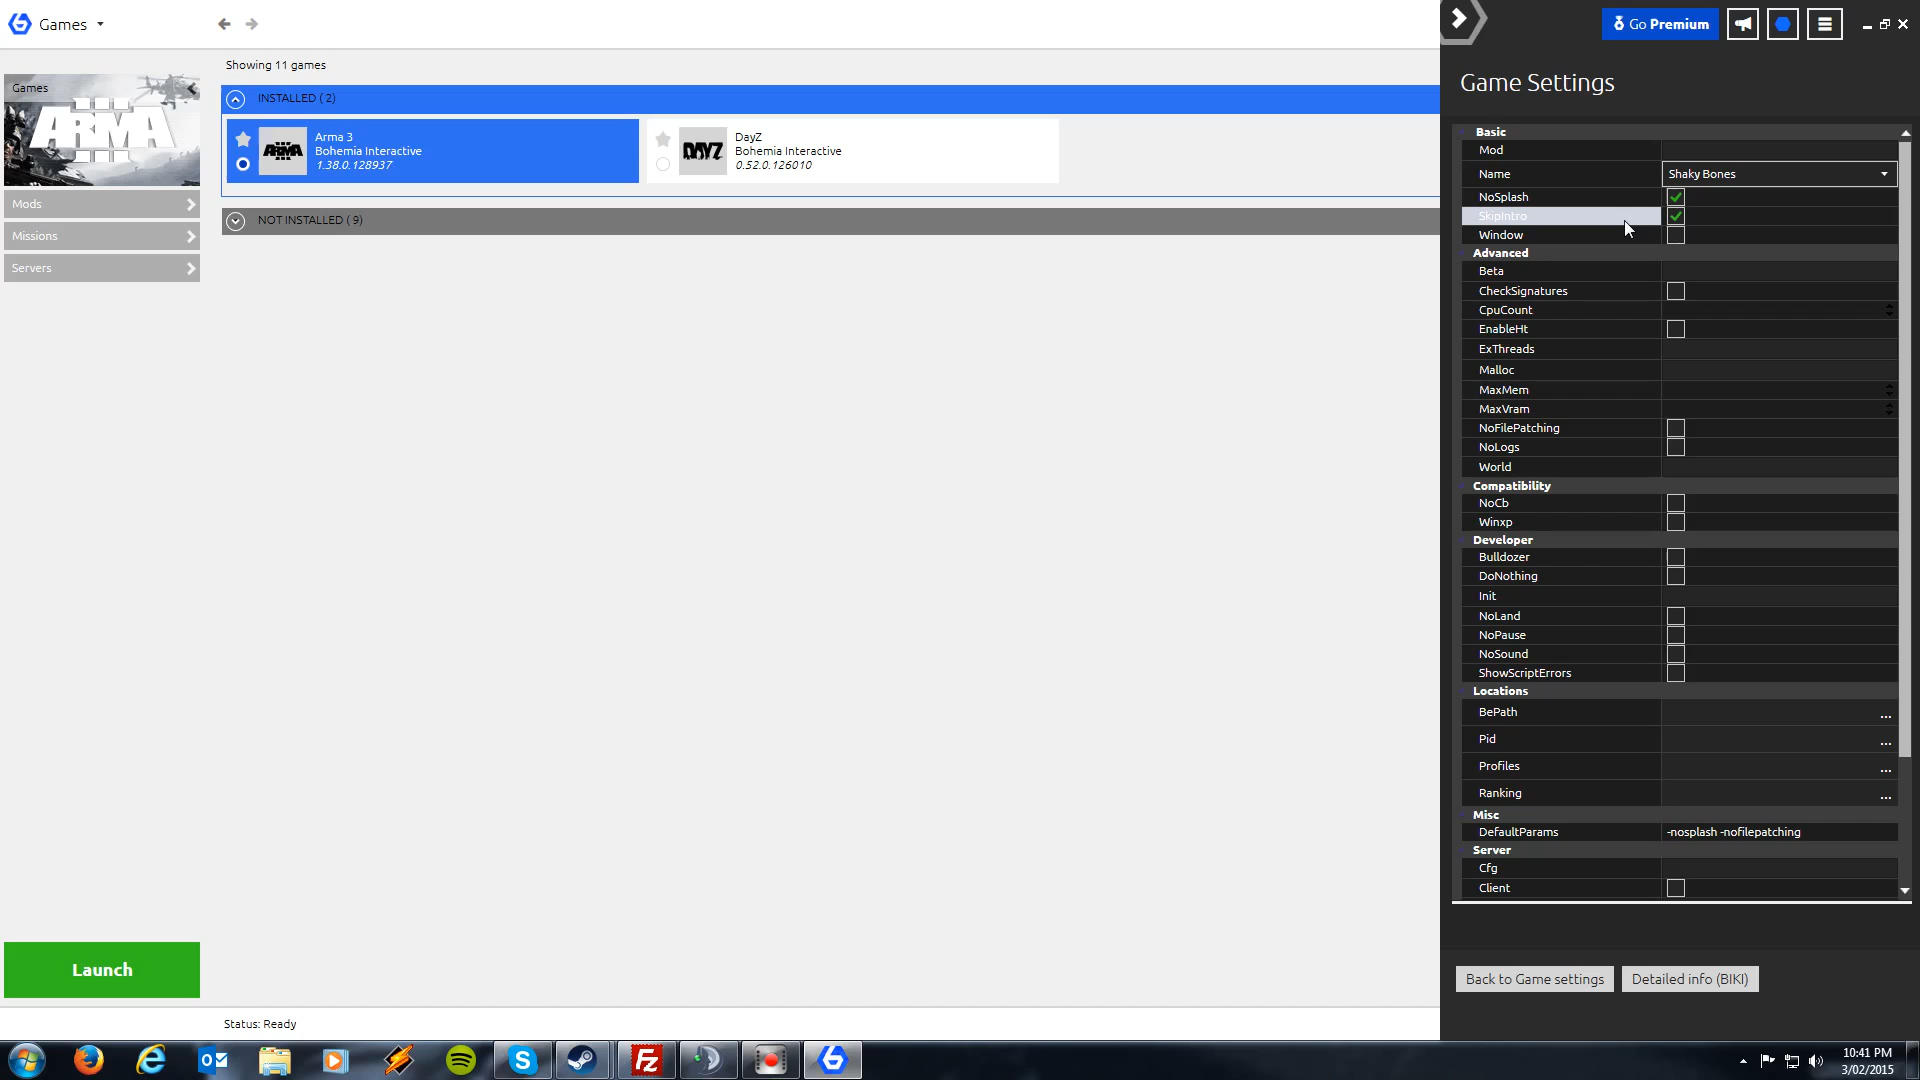 Games
Go Premium
Showing 11 games
Games
ARMA III
INSTALLED ( 2)
Arma 3
Bohemia Interactive
1.38.0.128937
DAYZ
DayZ
Bohemia Interactive
0.52.0.126010
NOT INSTALLED ( 9)
Mods
Missions
Servers
Launch
Status: Ready
Game Settings
Basic
Mod
Name
Shaky Bones
NoSplash
SkipIntro
Window
Advanced
Beta
CheckSignatures
CpuCount
EnableHt
ExThreads
Malloc
MaxMem
MaxVram
NoFilePatching
NoLogs
World
Compatibility
NoCb
Winxp
Developer
Bulldozer
DoNothing
Init
NoLand
NoPause
NoSound
ShowScriptErrors
Locations
BePath
...
Pid
...
Profiles
...
Ranking
...
Misc
DefaultParams
-nosplash -nofilepatching
Server
Cfg
Client
Back to Game settings
Detailed info (BIKI)
10:41 PM
3/02/2015